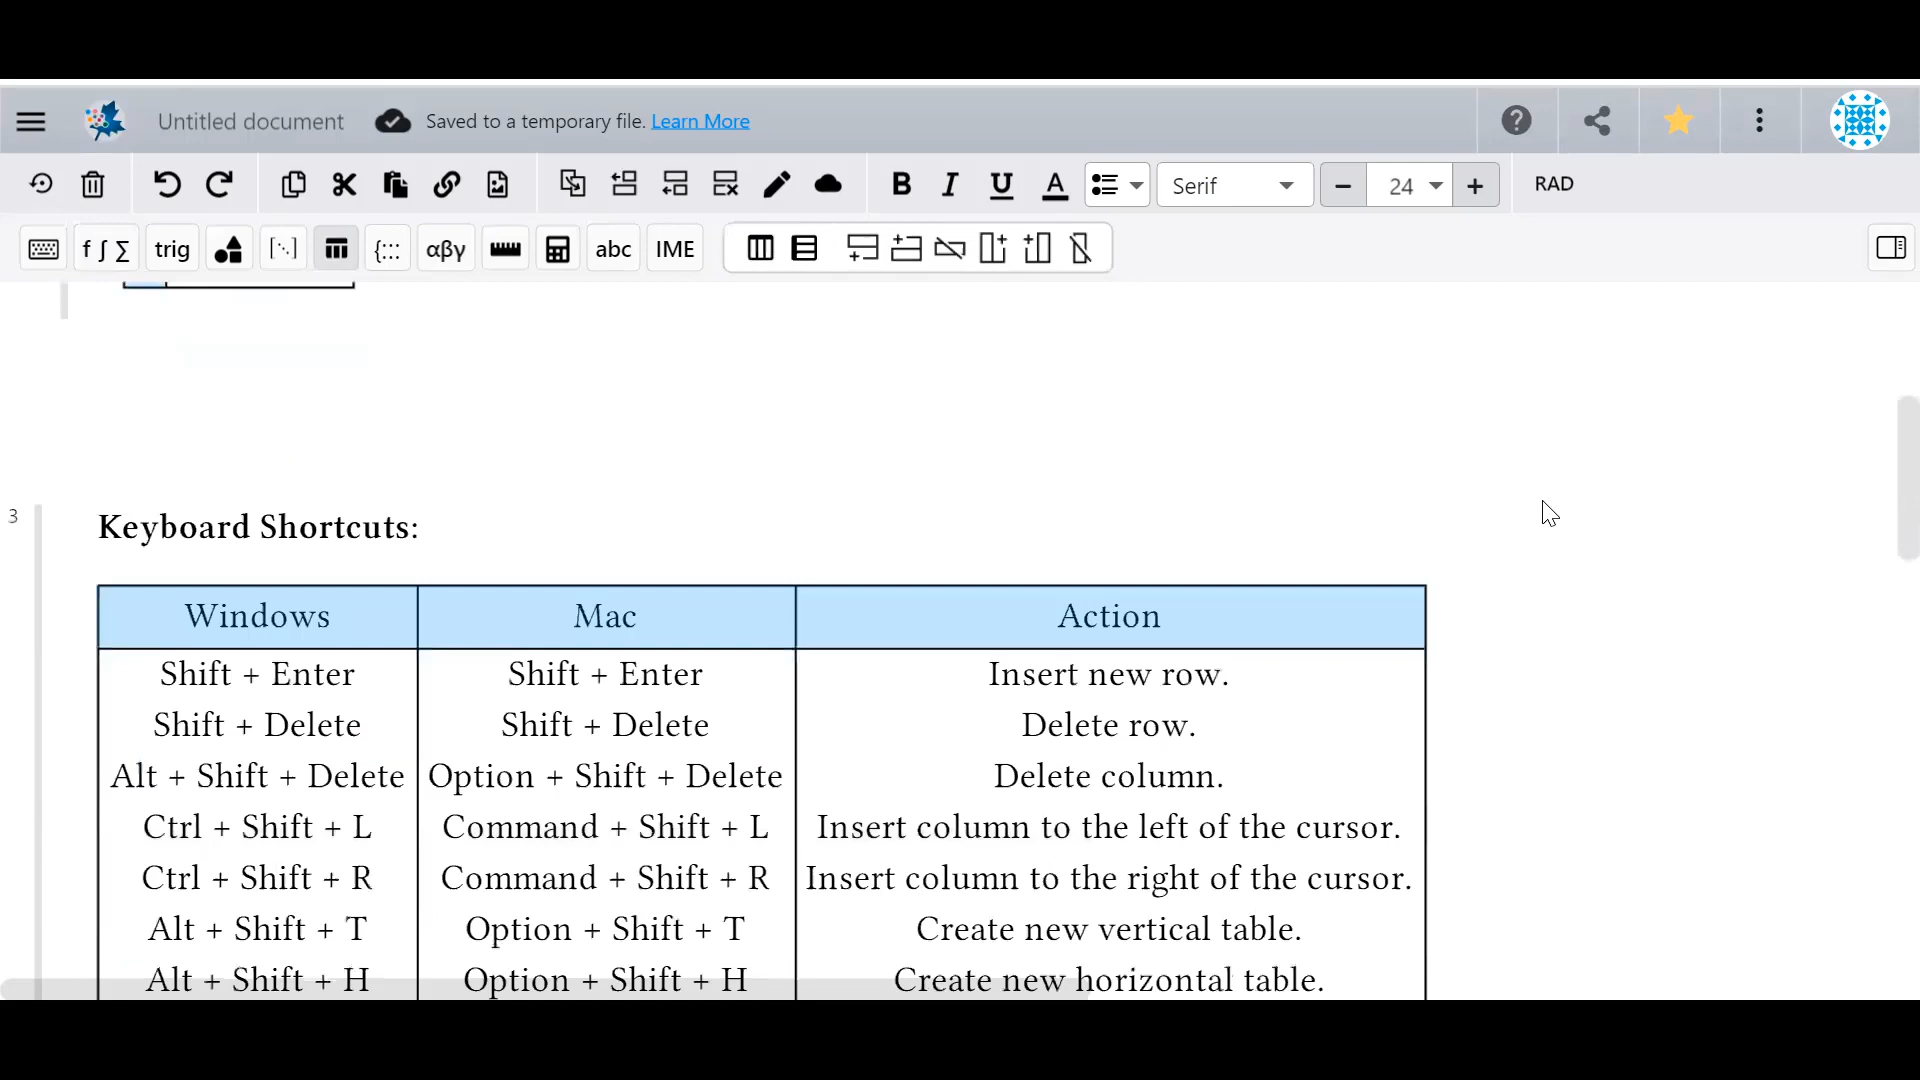 Untitled document Saved to a temporary file. Learn More
B I U A Serif 24 RAD
f ∫ Σ trig αβγ abc IME
3 Keyboard Shortcuts:
Windows Mac Action
Shift + Enter Shift + Enter Insert new row.
Shift + Delete Shift + Delete Delete row.
Alt + Shift + Delete Option + Shift + Delete Delete column.
Ctrl + Shift + L Command + Shift + L Insert column to the left of the cursor.
Ctrl + Shift + R Command + Shift + R Insert column to the right of the cursor.
Alt + Shift + T Option + Shift + T Create new vertical table.
Alt + Shift + H Option + Shift + H Create new horizontal table.